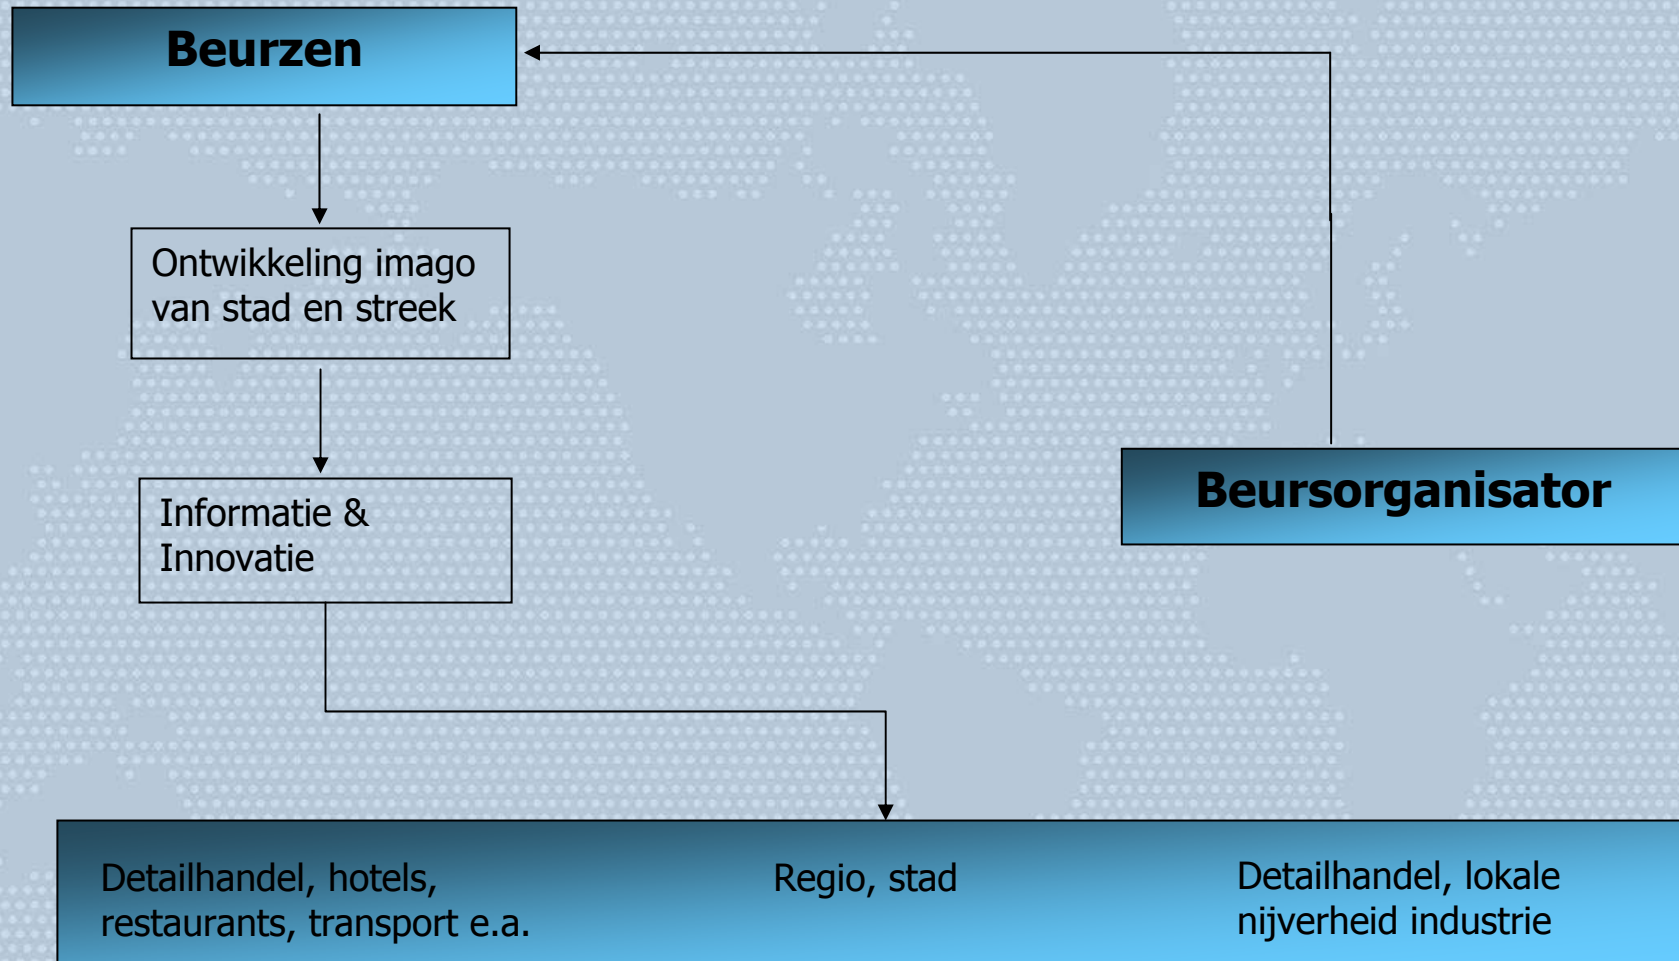 Beurzen
Ontwikkeling imago
van stad en streek
Informatie &
Innovatie
Beursorganisator
Detailhandel, hotels,
restaurants, transport e.a.
Regio, stad
Detailhandel, lokale
nijverheid industrie